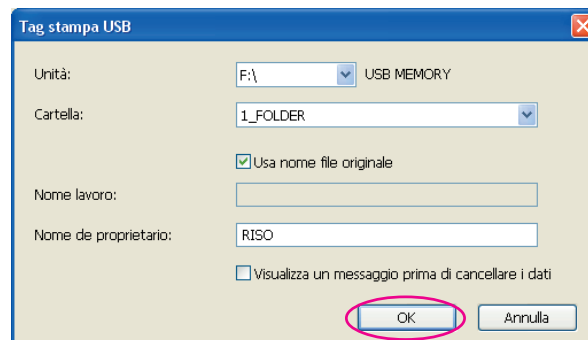 Tag stampa USB
Unità: F:\ USB MEMORY
Cartella: 1_FOLDER
Usa nome file originale
Nome lavoro:
Nome de proprietario: RISO
Visualizza un messaggio prima di cancellare i dati
OK Annulla